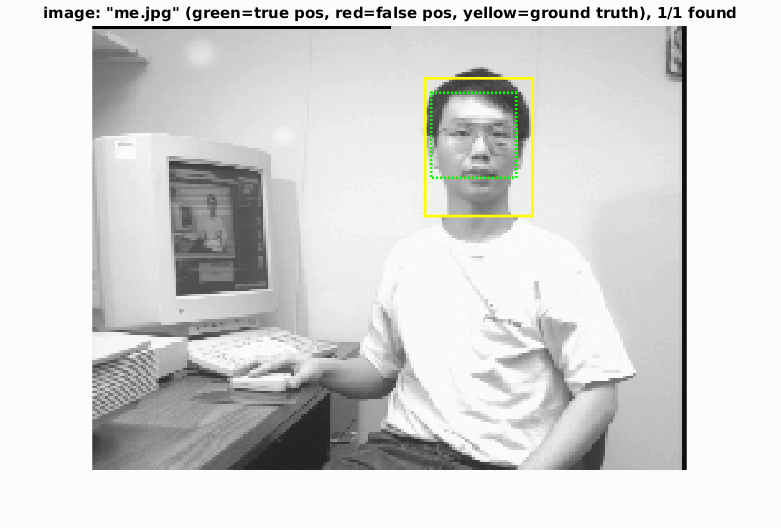 image: "me.jpg" (green=true pos, red=false pos, yellow=ground truth), 1/1 found